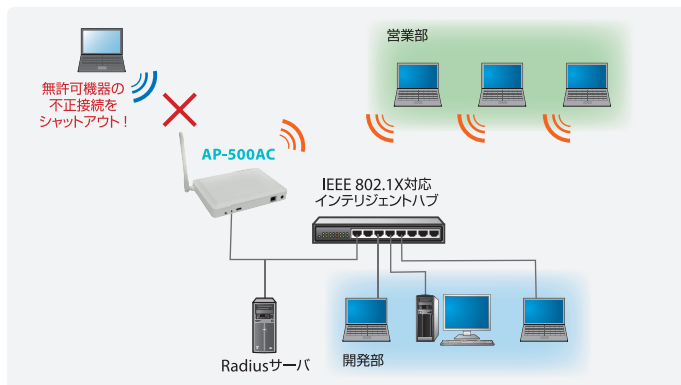 営業部
無許可機器の
不正接続を
シャットアウト！
AP-500AC
IEEE 802.1X対応
インテリジェントハブ
Radiusサーバ
開発部